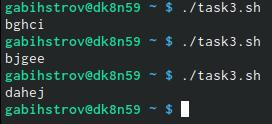 gabihstrov@dk8n59 ~ $ ./task3.sh
bghci
gabihstrov@dk8n59 ~ $ ./task3.sh
bjgee
gabihstrov@dk8n59 ~ $ ./task3.sh
dahej
gabihstrov@dk8n59 ~ $